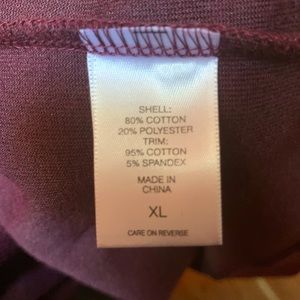 SHELL:
80% COTTON
20% POLYESTER
TRIM:
95% COTTON
5% SPANDEX
MADE IN
CHINA
XL
CARE ON REVERSE